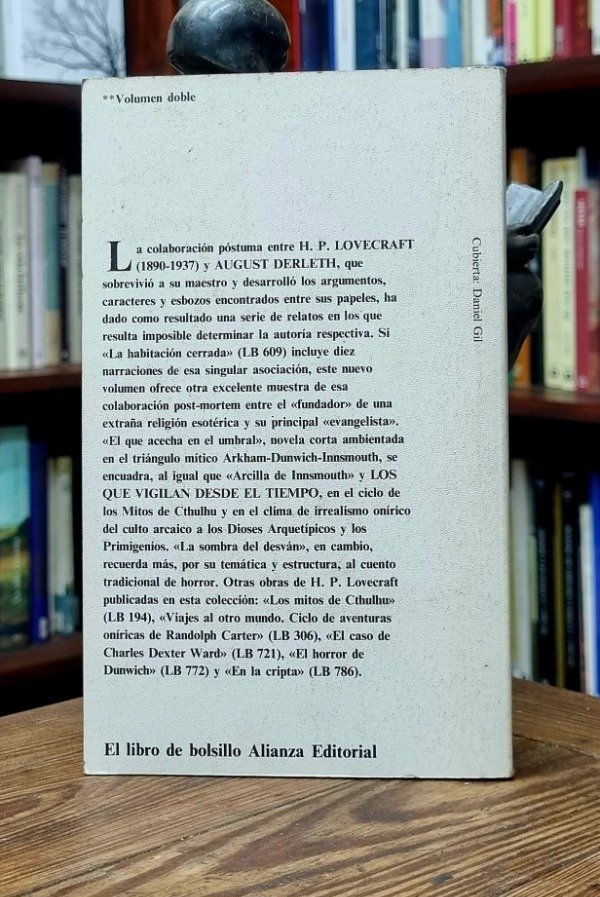 **Volumen doble
La colaboración póstuma entre H. P. LOVECRAFT
(1890-1937) y AUGUST DERLETH, que
sobrevivió a su maestro y desarrolló los argumentos,
caracteres y esbozos encontrados entre sus papeles, ha
dado como resultado una serie de relatos en los que
resulta imposible determinar la autoría respectiva. Si
«La habitación cerrada» (LB 609) incluye diez
narraciones de esa singular asociación, este nuevo
volumen ofrece otra excelente muestra de esa
colaboración post-mortem entre el «fundador» de una
extraña religión esotérica y su principal «evangelista».
«El que acecha en el umbral», novela corta ambientada
en el triángulo mítico Arkham-Dunwich-Innsmouth, se
encuadra, al igual que «Arcilla de Innsmouth» y LOS
QUE VIGILAN DESDE EL TIEMPO, en el ciclo de
los Mitos de Cthulhu y en el clima de irrealismo onírico
del culto arcaico a los Dioses Arquetípicos y los
Primigenios. «La sombra del desván», en cambio,
recuerda más, por su temática y estructura, al cuento
tradicional de horror. Otras obras de H. P. Lovecraft
publicadas en esta colección: «Los mitos de Cthulhu»
(LB 194), «Viajes al otro mundo. Ciclo de aventuras
oníricas de Randolph Carter» (LB 306), «El caso de
Charles Dexter Ward» (LB 721), «El horror de
Dunwich» (LB 772) y «En la cripta» (LB 786).
Cubierta: Daniel Gil
El libro de bolsillo Alianza Editorial